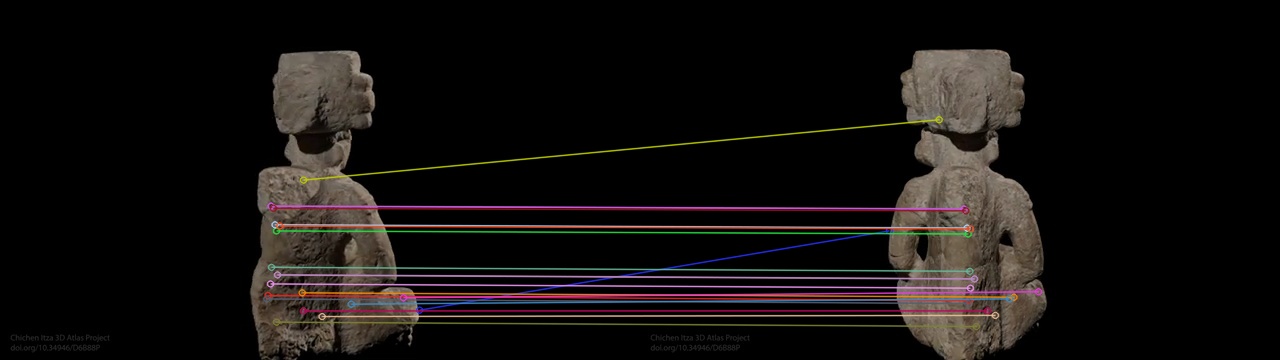 Chichen Itza 3D Atlas Project
doi.org/10.34946/D6B88P
Chichen Itza 3D Atlas Project
doi.org/10.34946/D6B88P